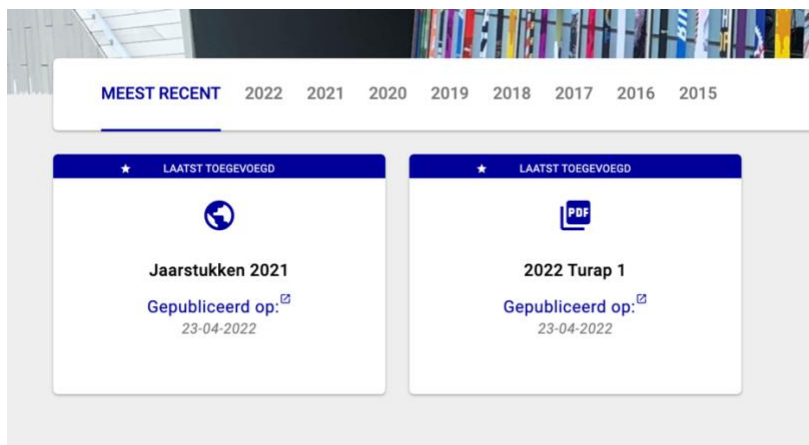 MEEST RECENT 2022 2021 2020 2019 2018 2017 2016 2015
LAATST TOEGEVOEGD
Jaarstukken 2021
Gepubliceerd op:
23-04-2022
LAATST TOEGEVOEGD
PDF
2022 Turap 1
Gepubliceerd op:
23-04-2022